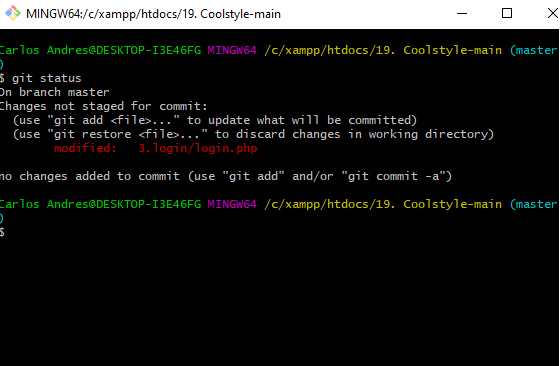 MINGW64:/c/xampp/htdocs/19. Coolstyle-main
Carlos Andres@DESKTOP-I3E46FG MINGW64 /c/xampp/htdocs/19. Coolstyle-main (master
)
$ git status
On branch master
Changes not staged for commit:
  (use "git add <file>..." to update what will be committed)
  (use "git restore <file>..." to discard changes in working directory)
        modified:   3.login/login.php
no changes added to commit (use "git add" and/or "git commit -a")
Carlos Andres@DESKTOP-I3E46FG MINGW64 /c/xampp/htdocs/19. Coolstyle-main (master
)
$